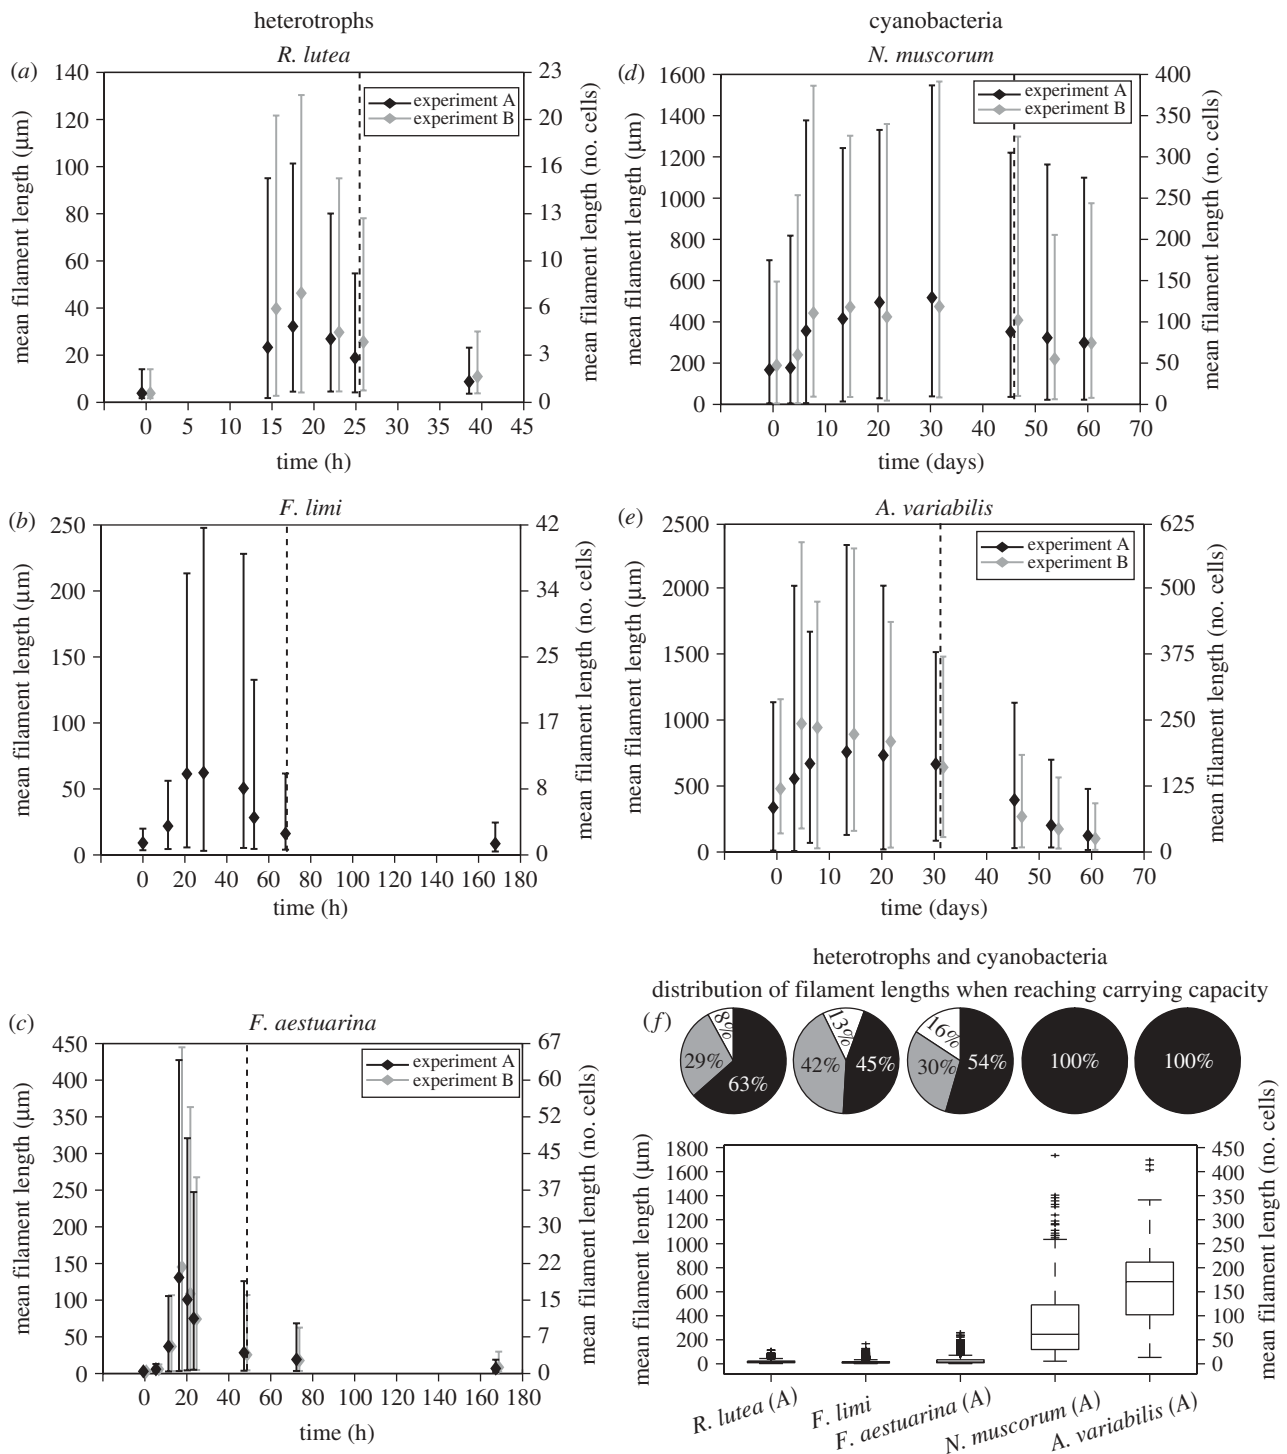 heterotrophs
cyanobacteria
(a)
R. lutea
mean filament length (µm)
140
120
100
80
60
40
20
0
23
20
16
13
10
6
3
0
mean filament length (no. cells)
experiment A
experiment B
0 5 10 15 20 25 30 35 40 45
time (h)
(d)
N. muscorum
mean filament length (µm)
1600
1400
1200
1000
800
600
400
200
0
400
350
300
250
200
150
100
50
0
mean filament length (no. cells)
experiment A
experiment B
0 10 20 30 40 50 60 70
time (days)
(b)
F. limi
mean filament length (µm)
250
200
150
100
50
0
42
34
25
17
8
0
mean filament length (no. cells)
0 20 40 60 80 100 120 140 160 180
time (h)
(e)
A. variabilis
mean filament length (µm)
2500
2000
1500
1000
500
0
625
500
375
250
125
0
mean filament length (no. cells)
experiment A
experiment B
0 10 20 30 40 50 60 70
time (days)
(c)
F. aestuarina
mean filament length (µm)
450
400
350
300
250
200
150
100
50
0
67
60
52
45
37
30
22
15
7
0
mean filament length (no. cells)
experiment A
experiment B
0 20 40 60 80 100 120 140 160 180
time (h)
heterotrophs and cyanobacteria
distribution of filament lengths when reaching carrying capacity
(f)
8%
29%
63%
13%
42%
45%
16%
30%
54%
100%
100%
mean filament length (µm)
1800
1600
1400
1200
1000
800
600
400
200
0
450
400
350
300
250
200
150
100
50
0
mean filament length (no. cells)
R. lutea (A)
F. limi
F. aestuarina (A)
N. muscorum (A)
A. variabilis (A)